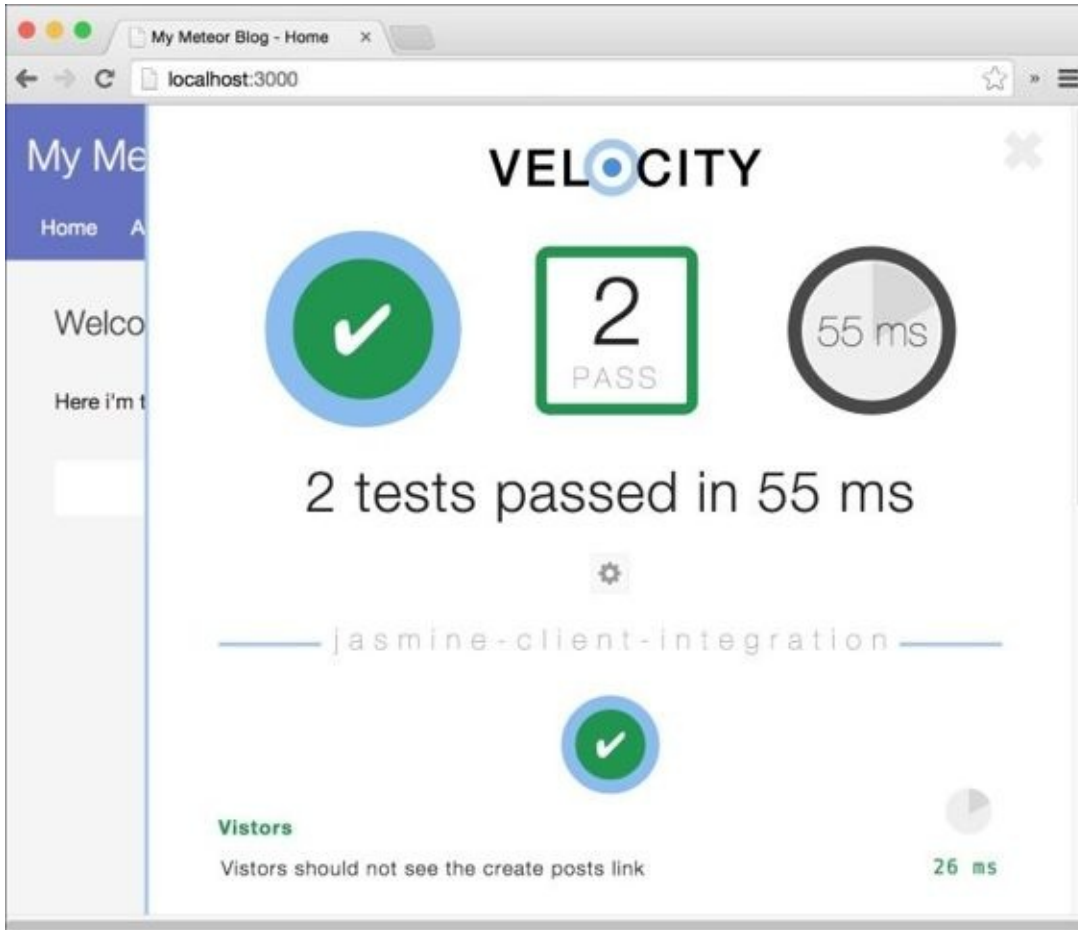 My Meteor Blog - Home
localhost:3000
My Me
Home A
VELOCITY
2
PASS
55 ms
Welco
Here i'm t
2 tests passed in 55 ms
jasmine-client-integration
Vistors
Vistors should not see the create posts link
26 ms